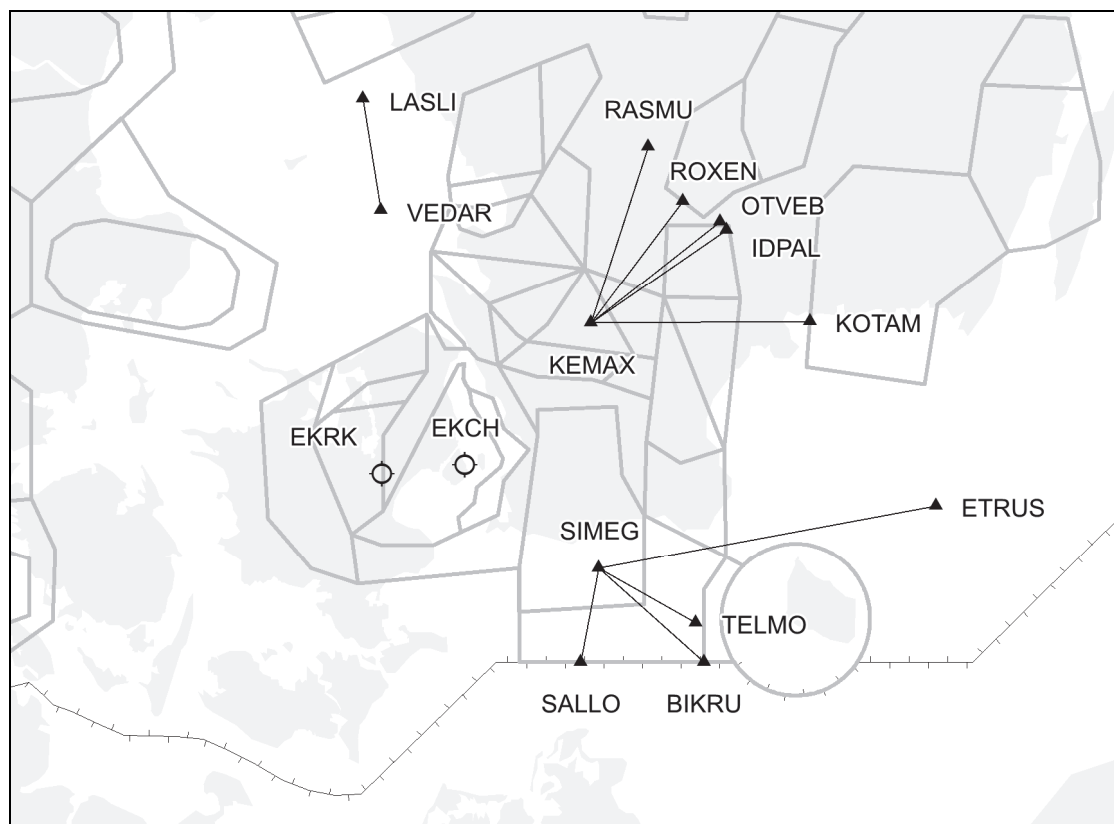 LASLI
RASMU
ROXEN
VEDAR
OTVEB
IDPAL
KOTAM
KEMAX
EKRK
EKCH
ETRUS
SIMEG
TELMO
SALLO
BIKRU